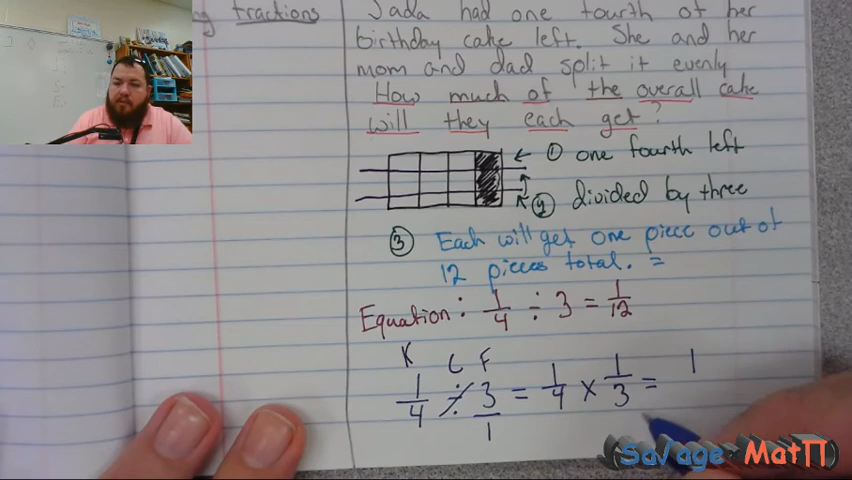 fractions
Jada had one fourth of her
birthday cake left. She and her
mom and dad split it evenly
How much of the overall cake
will they each get?
① one fourth left
② divided by three
③ Each will get one piece out of
12 pieces total. =
Equation: 1/4 ÷ 3 = 1/12
K C F
1/4 ÷ 3/1 = 1/4 × 1/3 = 1
Savage Matπ